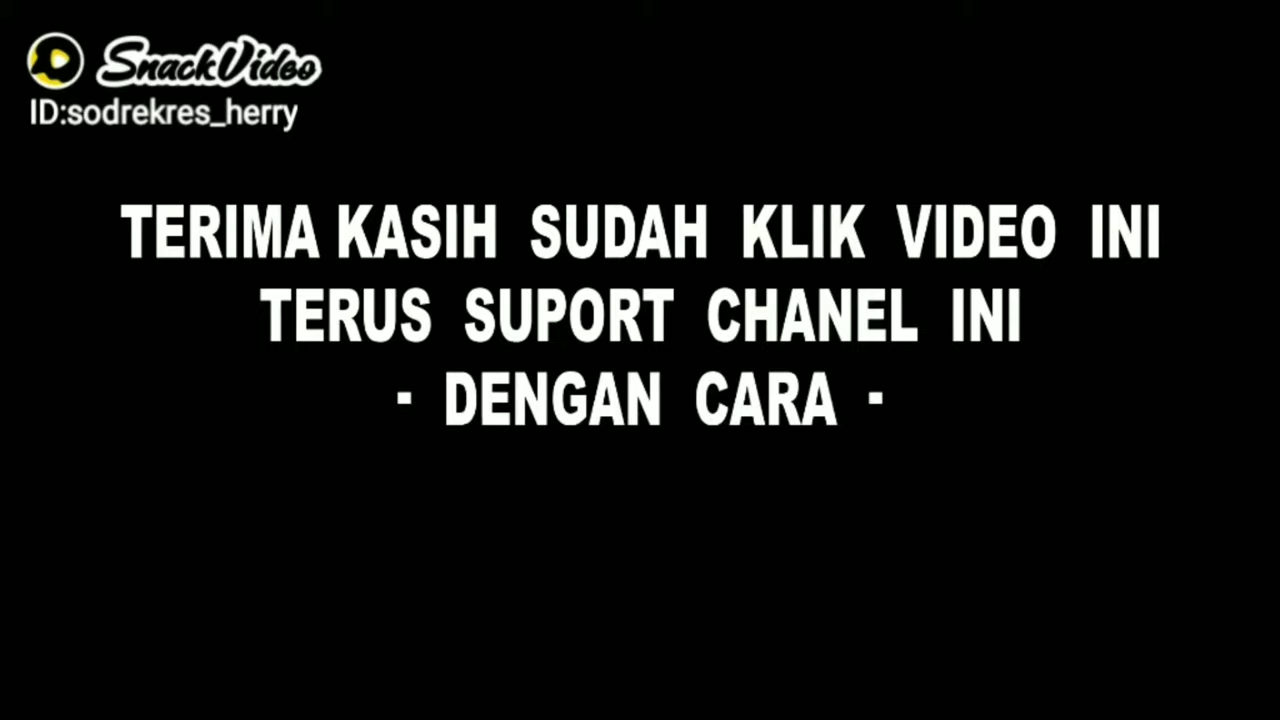 SnackVideo
ID:sodrekres_herry
TERIMA KASIH SUDAH KLIK VIDEO INI
TERUS SUPORT CHANEL INI
- DENGAN CARA -